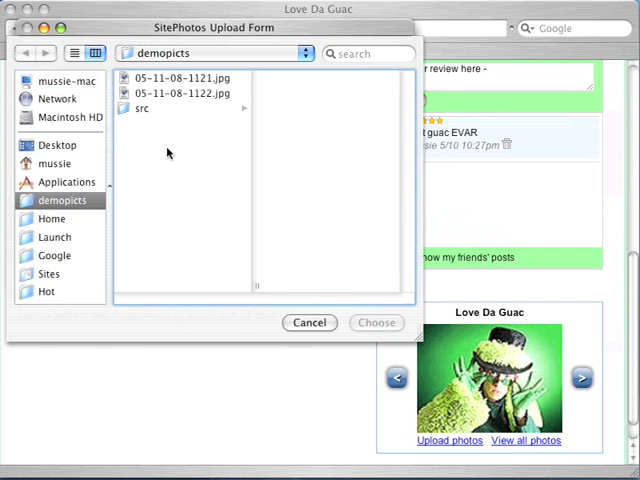 Love Da Guac
SitePhotos Upload Form
Google
demopicts
search
mussie-mac
Network
Macintosh HD
Desktop
mussie
Applications
demopicts
Home
Launch
Google
Sites
Hot
05-11-08-1121.jpg
05-11-08-1122.jpg
src
Cancel
Choose
r review here -
t guac EVAR
sie 5/10 10:27pm
how my friends' posts
Love Da Guac
<
>
Upload photos
View all photos